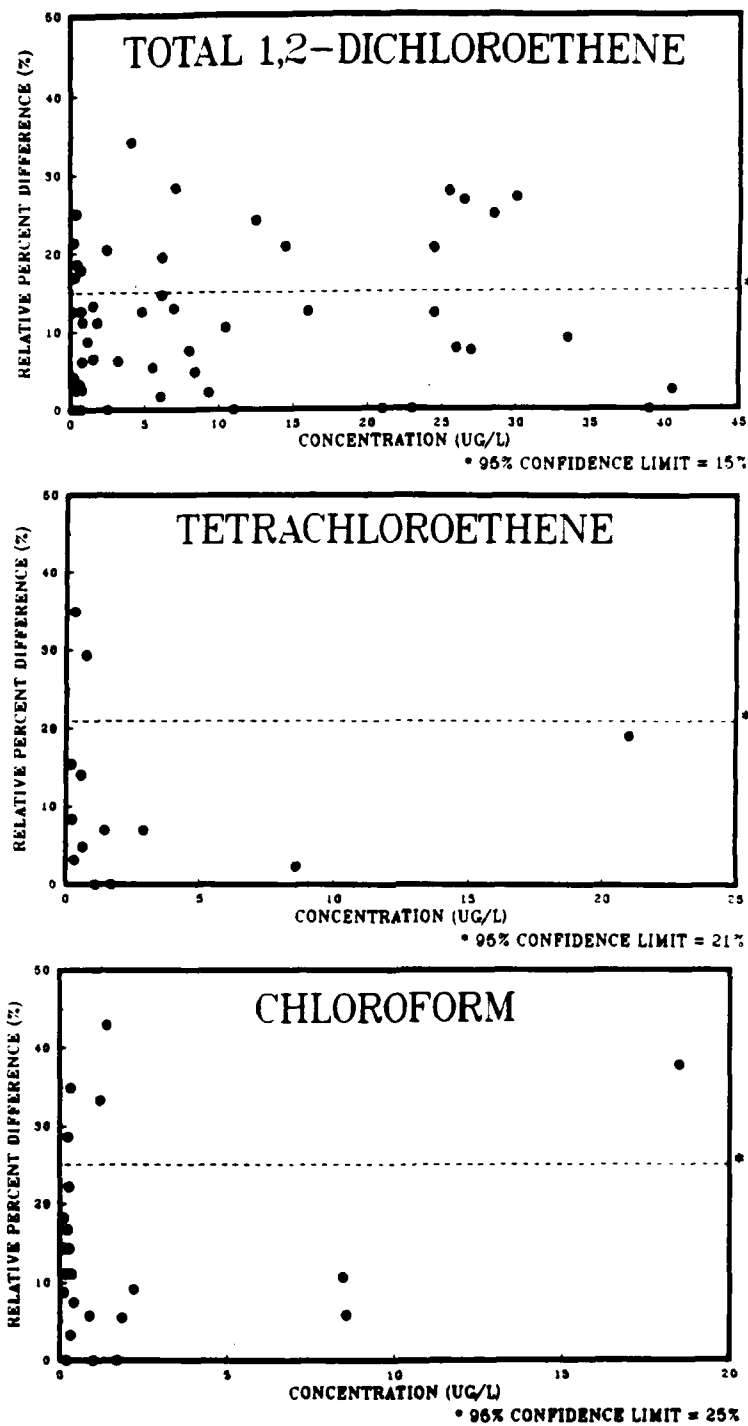 TOTAL 1,2-DICHLOROETHENE
RELATIVE PERCENT DIFFERENCE (%)
50
40
30
20
10
0
*
0 5 10 15 20 25 30 35 40 45
CONCENTRATION (UG/L)
* 95% CONFIDENCE LIMIT = 15%
TETRACHLOROETHENE
RELATIVE PERCENT DIFFERENCE (%)
50
40
30
20
10
0
*
0 5 10 15 20 25
CONCENTRATION (UG/L)
* 95% CONFIDENCE LIMIT = 21%
CHLOROFORM
RELATIVE PERCENT DIFFERENCE (%)
50
40
30
20
10
0
*
0 5 10 15 20
CONCENTRATION (UG/L)
* 95% CONFIDENCE LIMIT = 25%